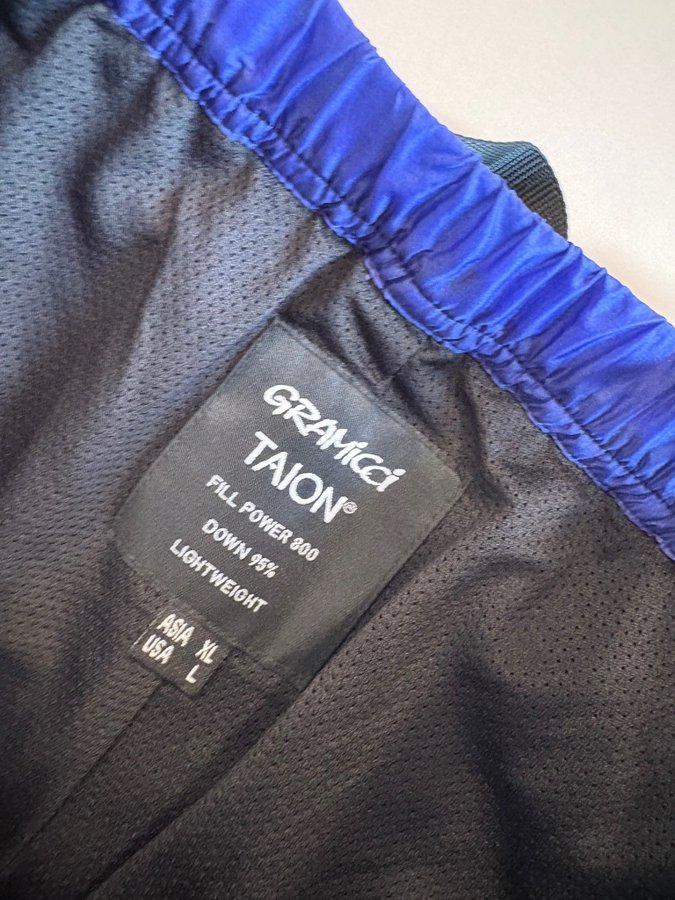 GRAMiCCi
TAION®
FILL POWER 800
DOWN 95%
LIGHTWEIGHT
ASIA XL
USA L